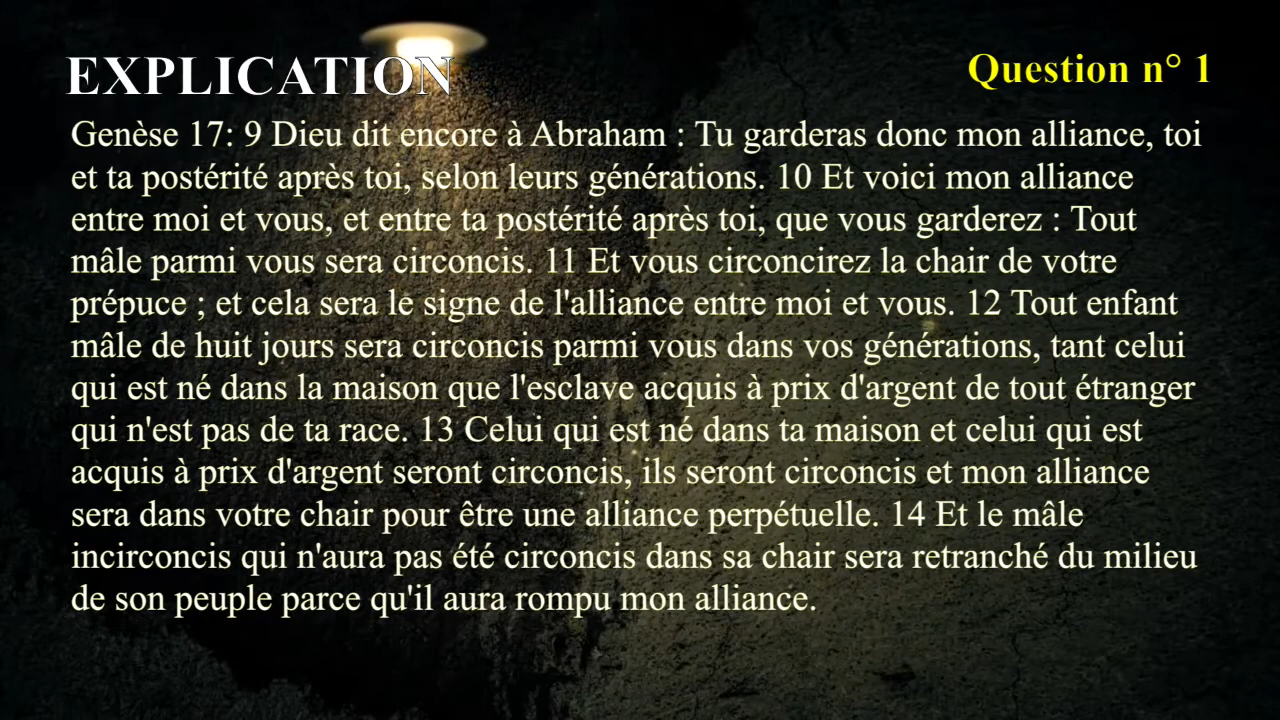 EXPLICATION
Question n° 1
Genèse 17: 9 Dieu dit encore à Abraham : Tu garderas donc mon alliance, toi
et ta postérité après toi, selon leurs générations. 10 Et voici mon alliance
entre moi et vous, et entre ta postérité après toi, que vous garderez : Tout
mâle parmi vous sera circoncis. 11 Et vous circoncirez la chair de votre
prépuce ; et cela sera le signe de l'alliance entre moi et vous. 12 Tout enfant
mâle de huit jours sera circoncis parmi vous dans vos générations, tant celui
qui est né dans la maison que l'esclave acquis à prix d'argent de tout étranger
qui n'est pas de ta race. 13 Celui qui est né dans ta maison et celui qui est
acquis à prix d'argent seront circoncis, ils seront circoncis et mon alliance
sera dans votre chair pour être une alliance perpétuelle. 14 Et le mâle
incirconcis qui n'aura pas été circoncis dans sa chair sera retranché du milieu
de son peuple parce qu'il aura rompu mon alliance.